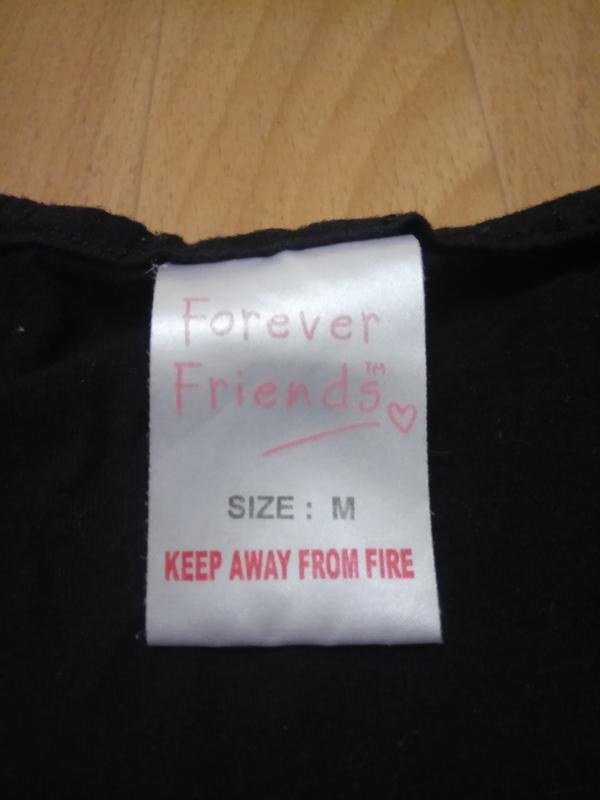 Forever
Friends™
SIZE : M
KEEP AWAY FROM FIRE